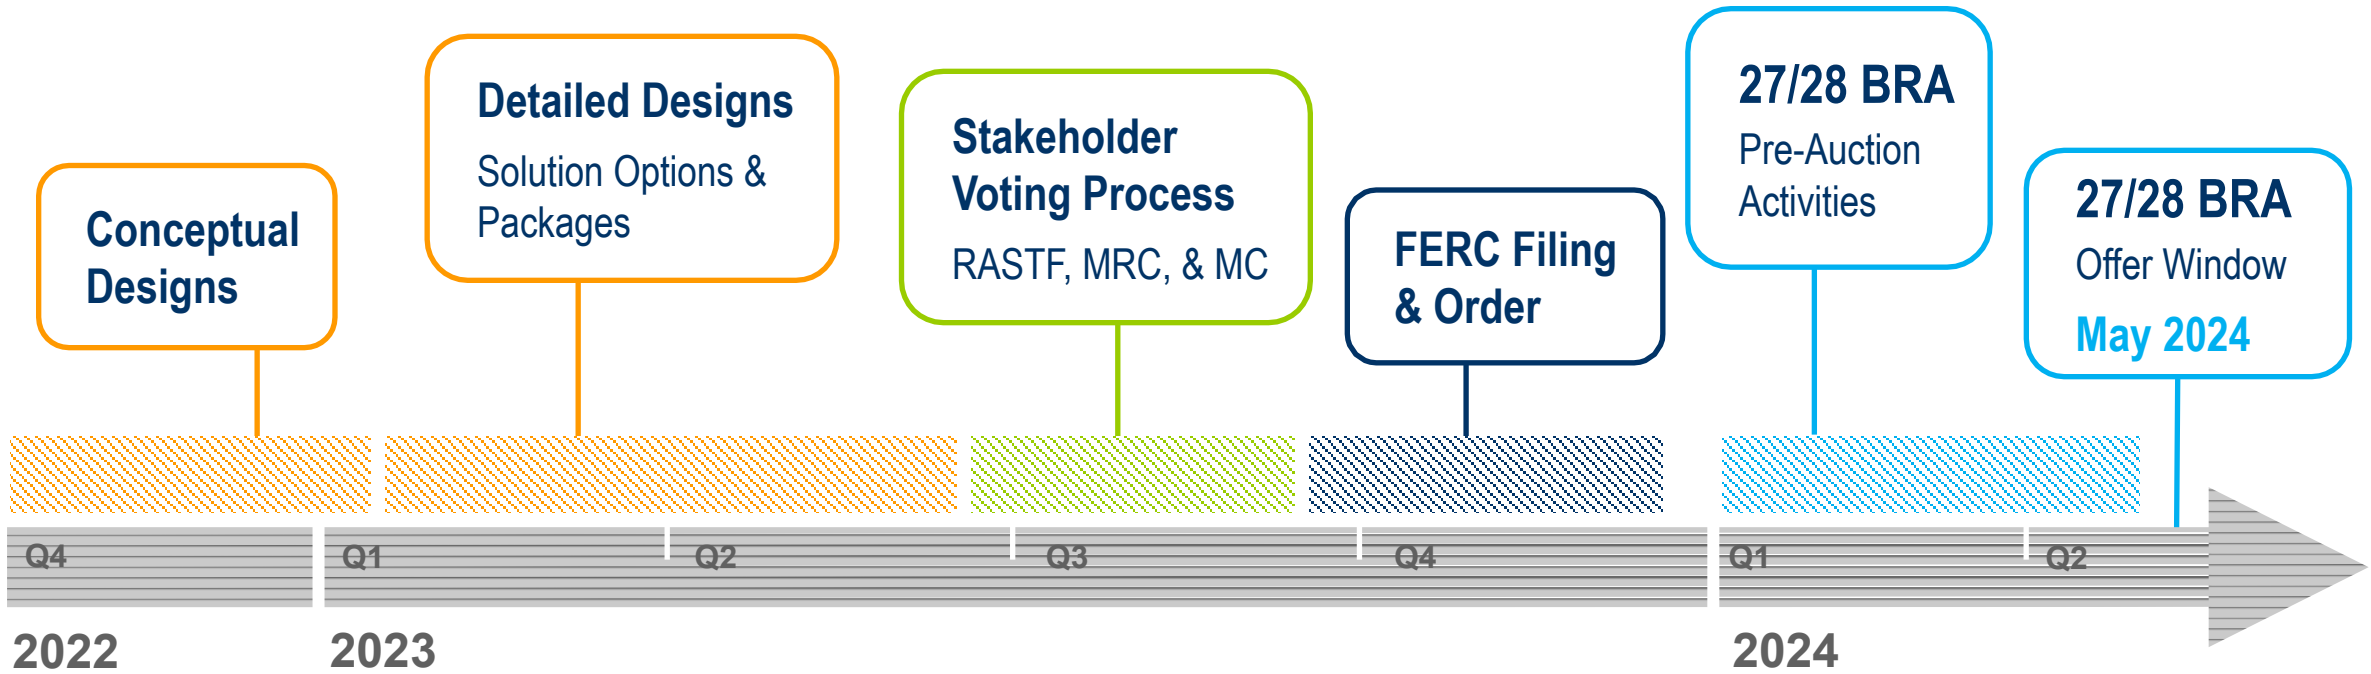 Conceptual
Designs
Detailed Designs
Solution Options &
Packages
Stakeholder
Voting Process
RASTF, MRC, & MC
FERC Filing
& Order
27/28 BRA
Pre-Auction
Activities
27/28 BRA
Offer Window
May 2024
Q4
Q1
Q2
Q3
Q4
Q1
Q2
2022
2023
2024